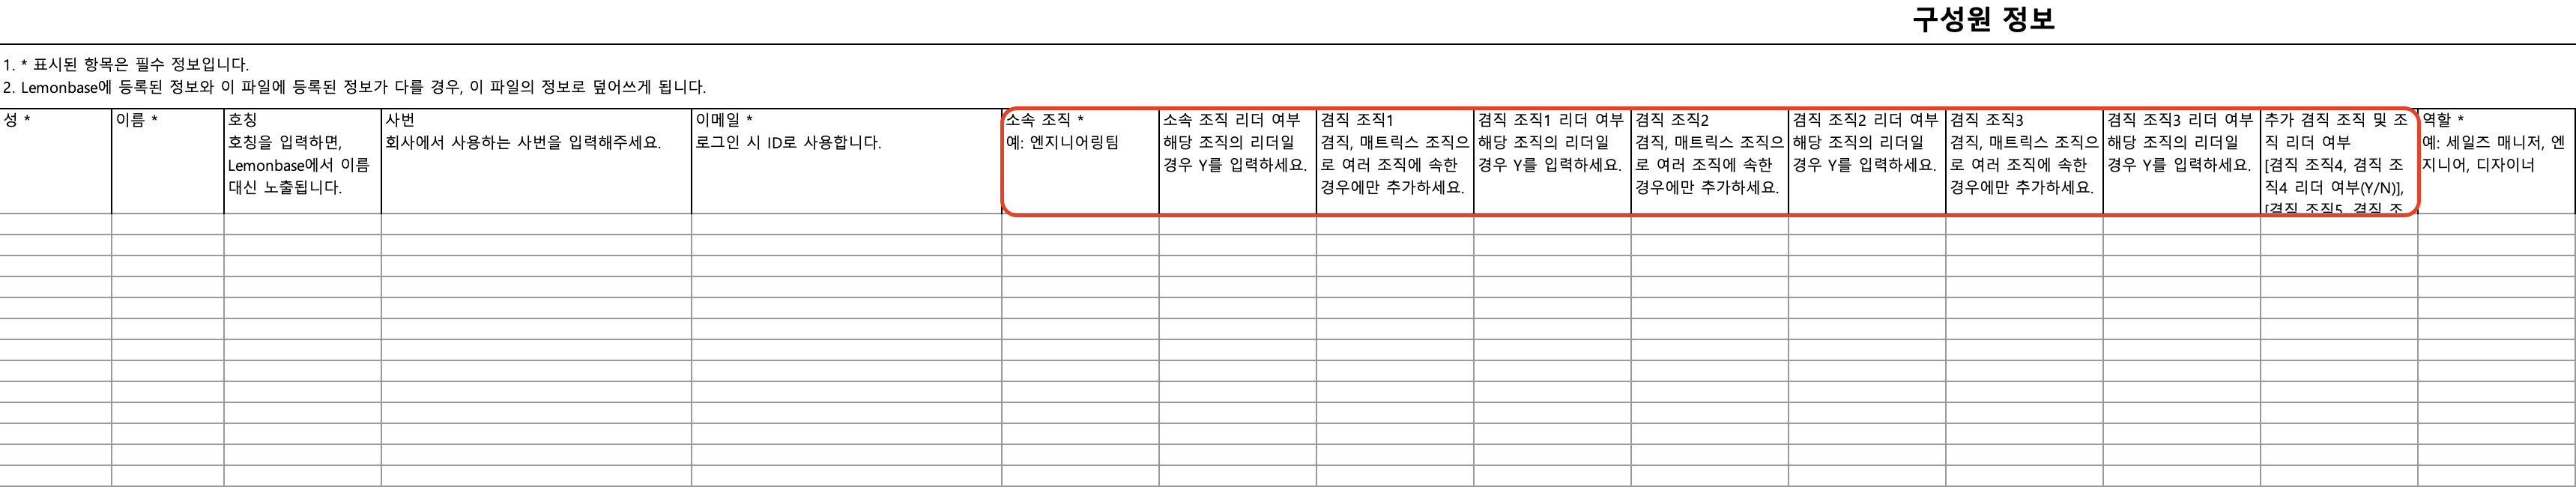 구성원 정보
1. * 표시된 항목은 필수 정보입니다.
2. Lemonbase에 등록된 정보와 이 파일에 등록된 정보가 다를 경우, 이 파일의 정보로 덮어쓰게 됩니다.
성 *
이름 *
호칭
호칭을 입력하면,
Lemonbase에서 이름
대신 노출됩니다.
사번
회사에서 사용하는 사번을 입력해주세요.
이메일 *
로그인 시 ID로 사용합니다.
소속 조직 *
예: 엔지니어링팀
소속 조직 리더 여부
해당 조직의 리더일
경우 Y를 입력하세요.
겸직 조직1
겸직, 매트릭스 조직으
로 여러 조직에 속한
경우에만 추가하세요.
겸직 조직1 리더 여부
해당 조직의 리더일
경우 Y를 입력하세요.
겸직 조직2
겸직, 매트릭스 조직으
로 여러 조직에 속한
경우에만 추가하세요.
겸직 조직2 리더 여부
해당 조직의 리더일
경우 Y를 입력하세요.
겸직 조직3
겸직, 매트릭스 조직으
로 여러 조직에 속한
경우에만 추가하세요.
겸직 조직3 리더 여부
해당 조직의 리더일
경우 Y를 입력하세요.
추가 겸직 조직 및 조
직 리더 여부
[겸직 조직4, 겸직 조
직4 리더 여부(Y/N)],
[겸직 조직5, 겸직 조
역할 *
예: 세일즈 매니저, 엔
지니어, 디자이너